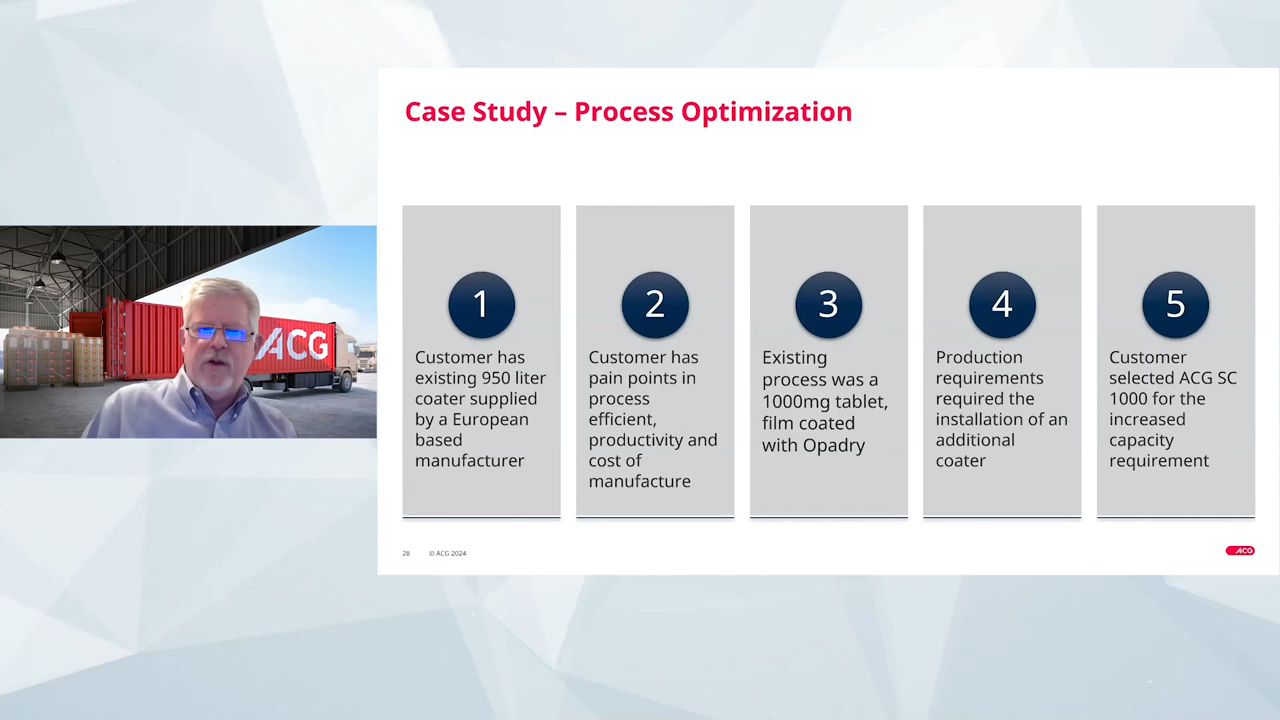 Case Study – Process Optimization
ACG
1
Customer has
existing 950 liter
coater supplied
by a European
based
manufacturer
2
Customer has
pain points in
process
efficient,
productivity and
cost of
manufacture
3
Existing
process was a
1000mg tablet,
film coated
with Opadry
4
Production
requirements
required the
installation of an
additional
coater
5
Customer
selected ACG SC
1000 for the
increased
capacity
requirement
28
© ACG 2024
ACG